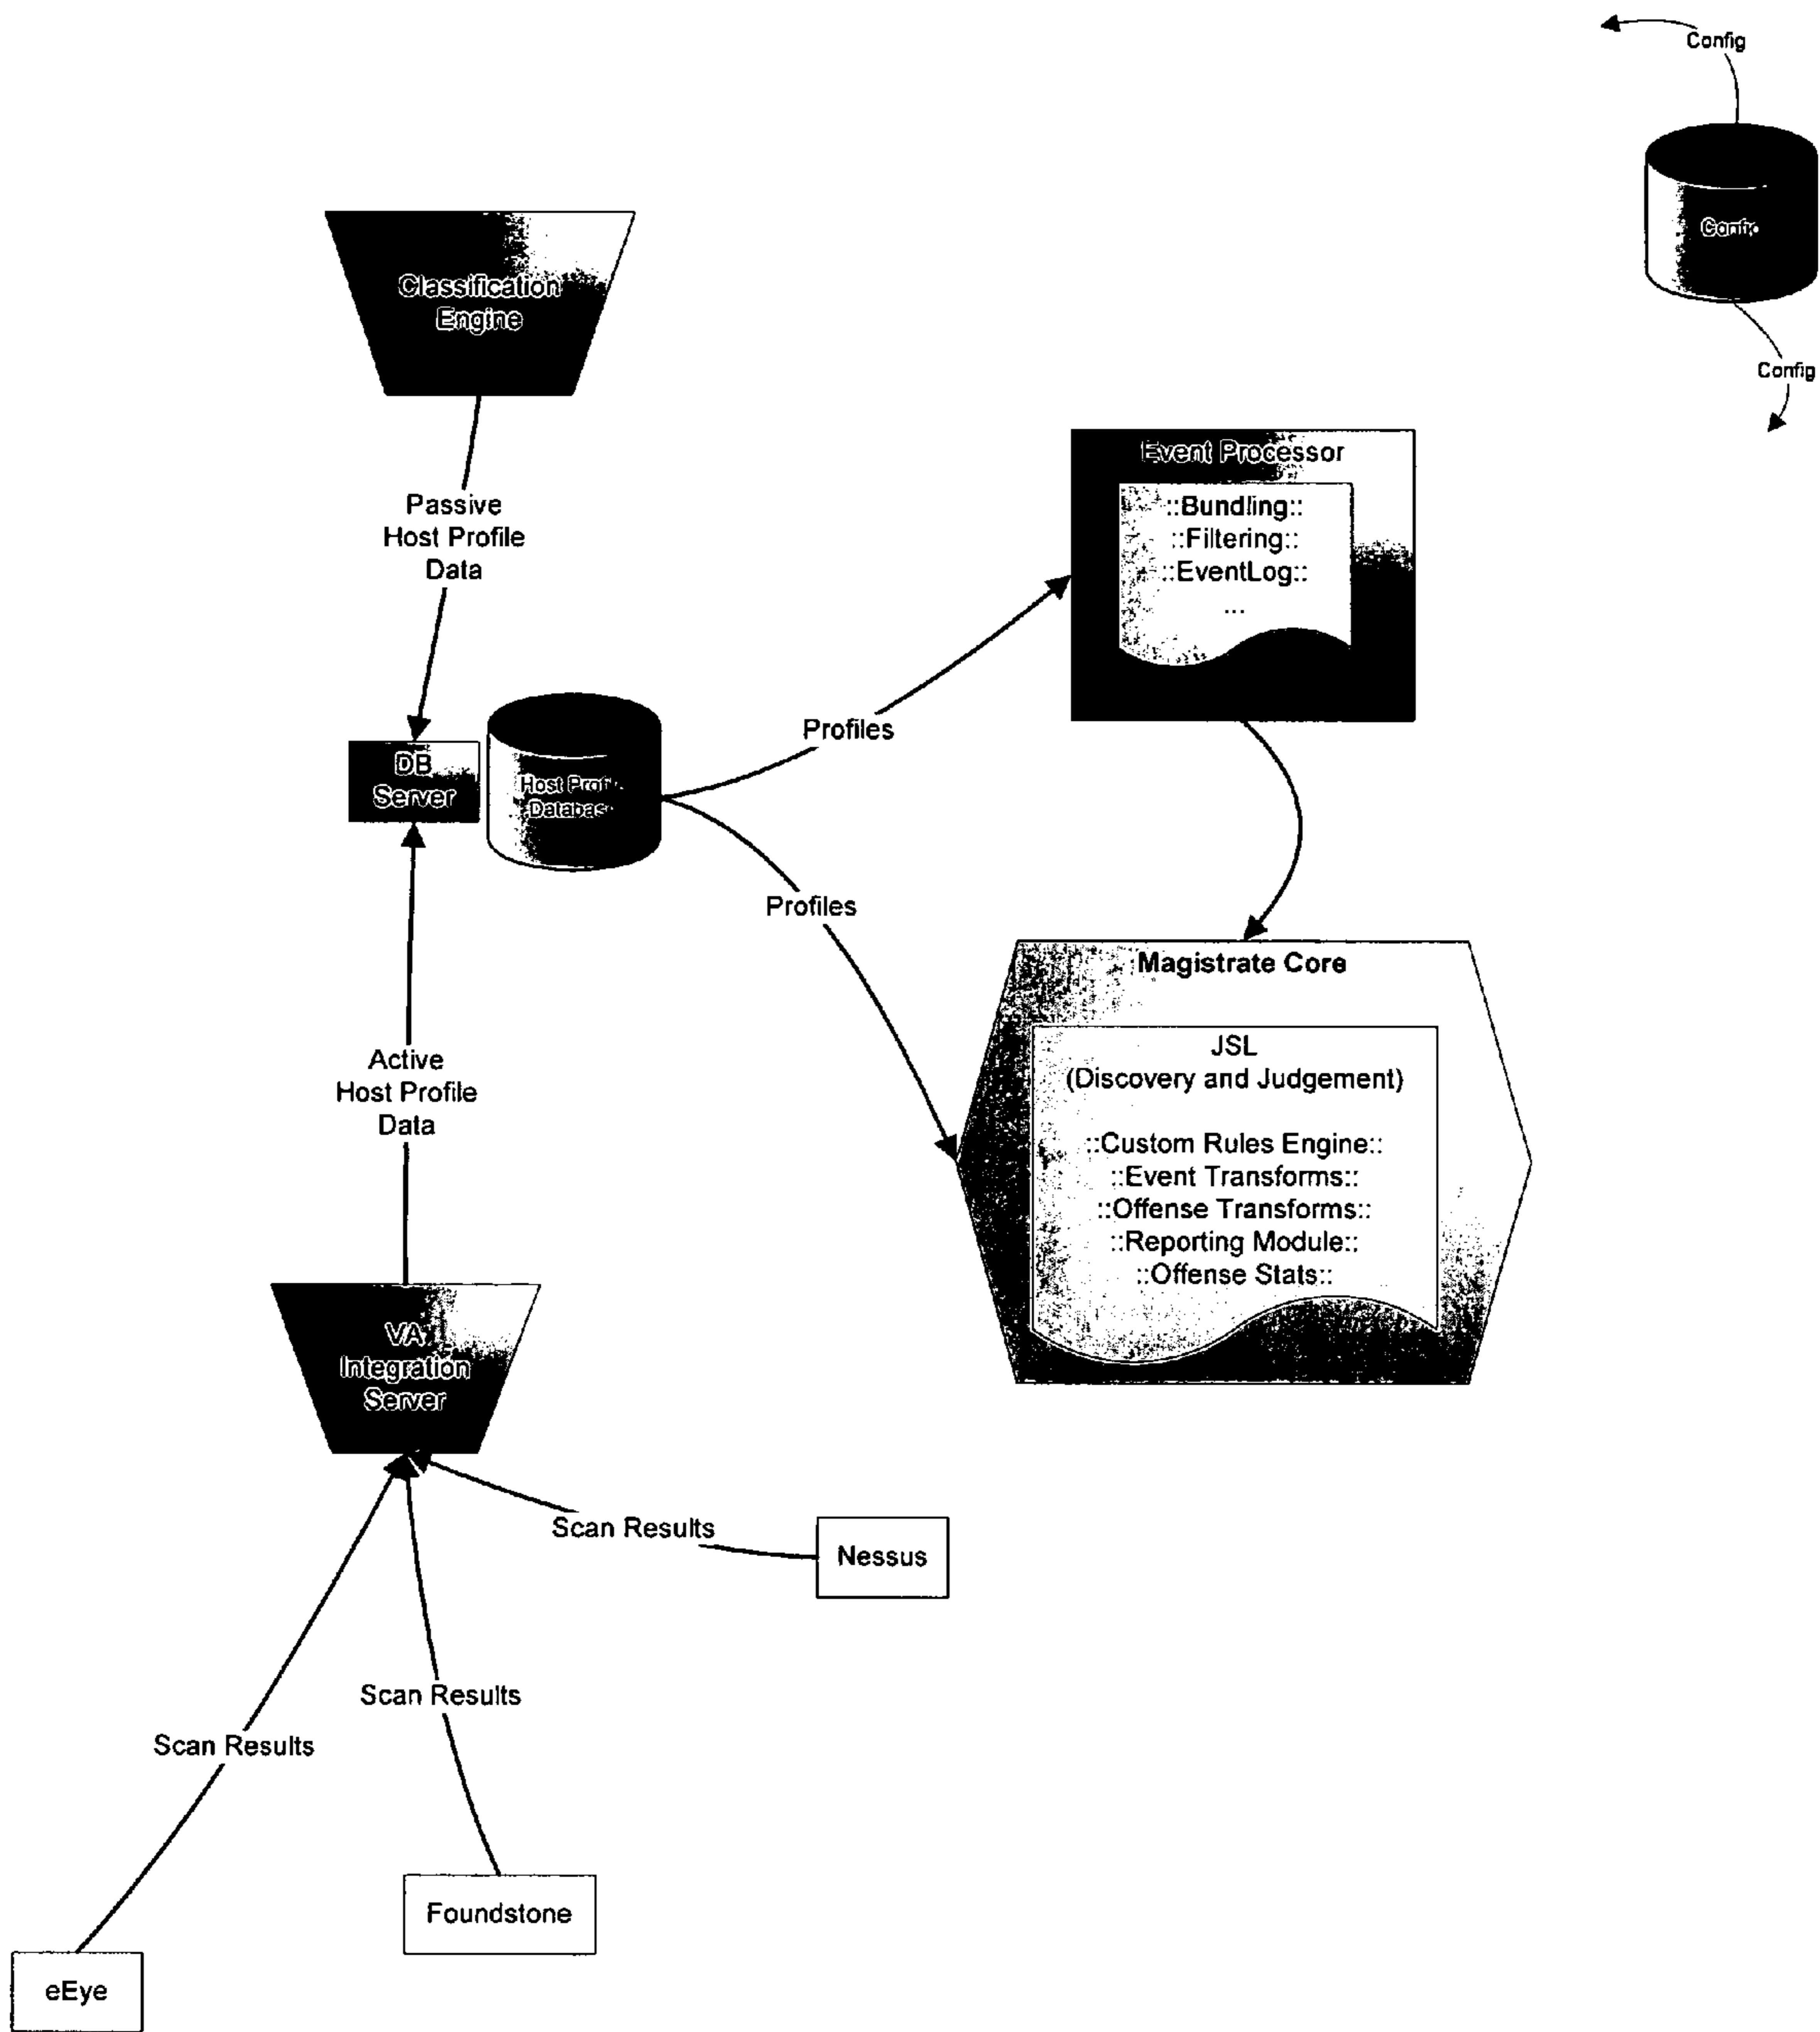 Config
Config
Config
Classification
Engine
Event Processor
::Bundling::
::Filtering::
::EventLog::
...
Passive
Host Profile
Data
DB
Server
Host
Profiles
Profiles
Magistrate Core
JSL
(Discovery and Judgement)
::Custom Rules Engine::
::Event Transforms::
::Offense Transforms::
::Reporting Module::
::Offense Stats::
Active
Host Profile
Data
VA
Integration
Server
Scan Results
Nessus
Scan Results
Scan Results
Foundstone
eEye